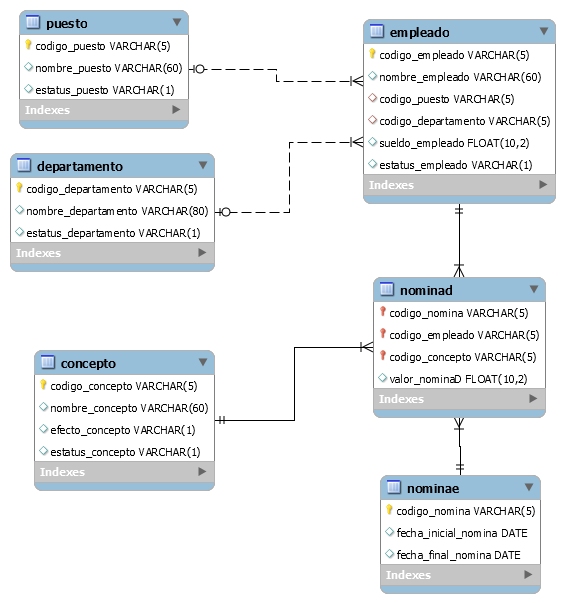 puesto
codigo_puesto VARCHAR(5)
nombre_puesto VARCHAR(60)
estatus_puesto VARCHAR(1)
Indexes
empleado
codigo_empleado VARCHAR(5)
nombre_empleado VARCHAR(60)
codigo_puesto VARCHAR(5)
codigo_departamento VARCHAR(5)
sueldo_empleado FLOAT(10,2)
estatus_empleado VARCHAR(1)
Indexes
departamento
codigo_departamento VARCHAR(5)
nombre_departamento VARCHAR(80)
estatus_departamento VARCHAR(1)
Indexes
nominad
codigo_nomina VARCHAR(5)
codigo_empleado VARCHAR(5)
codigo_concepto VARCHAR(5)
valor_nominaD FLOAT(10,2)
Indexes
concepto
codigo_concepto VARCHAR(5)
nombre_concepto VARCHAR(60)
efecto_concepto VARCHAR(1)
estatus_concepto VARCHAR(1)
Indexes
nominae
codigo_nomina VARCHAR(5)
fecha_inicial_nomina DATE
fecha_final_nomina DATE
Indexes